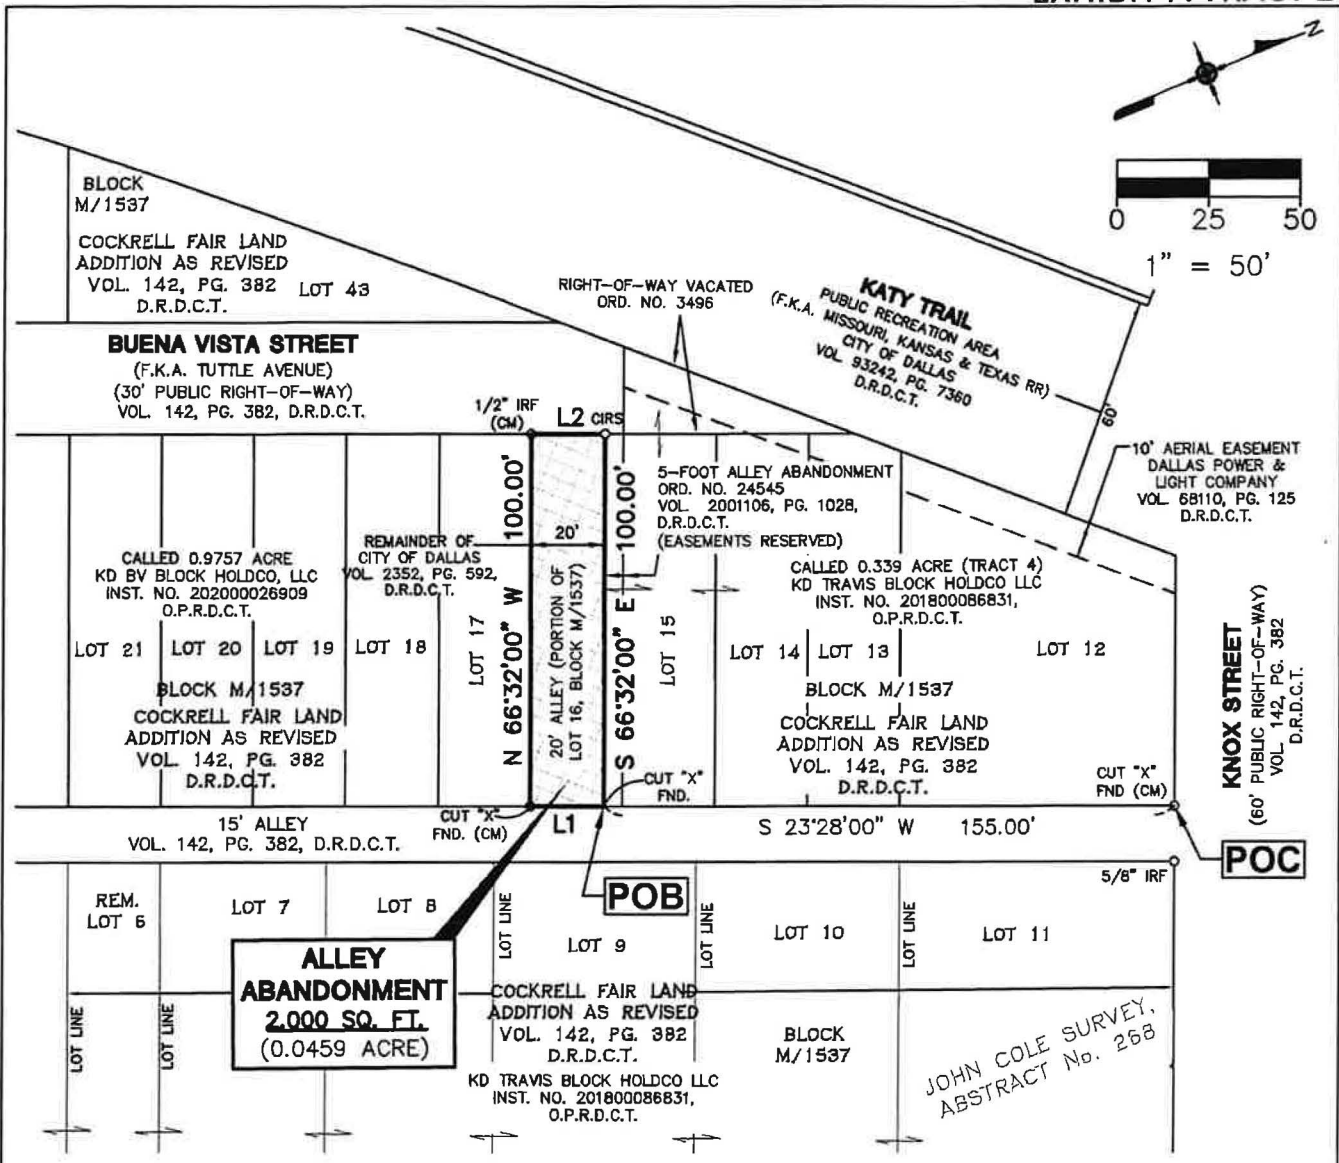 N
0 25 50
1" = 50'
BLOCK
M/1537
COCKRELL FAIR LAND
ADDITION AS REVISED
VOL. 142, PG. 382
D.R.D.C.T.
LOT 43
RIGHT-OF-WAY VACATED
ORD. NO. 3496
KATY TRAIL
PUBLIC RECREATION AREA
(F.K.A. MISSOURI, KANSAS & TEXAS RR)
CITY OF DALLAS
VOL. 93242, PG. 7360
D.R.D.C.T.
60'
BUENA VISTA STREET
(F.K.A. TUTTLE AVENUE)
(30' PUBLIC RIGHT-OF-WAY)
VOL. 142, PG. 382, D.R.D.C.T.
1/2" IRF
(CM)
L2
CIRS
10' AERIAL EASEMENT
DALLAS POWER &
LIGHT COMPANY
VOL. 68110, PG. 125
D.R.D.C.T.
5-FOOT ALLEY ABANDONMENT
ORD. NO. 24545
VOL. 2001106, PG. 1028,
D.R.D.C.T.
(EASEMENTS RESERVED)
CALLED 0.9757 ACRE
KD BV BLOCK HOLDCO, LLC
INST. NO. 202000026909
O.P.R.D.C.T.
REMAINDER OF
CITY OF DALLAS
VOL. 2352, PG. 592,
D.R.D.C.T.
20'
CALLED 0.339 ACRE (TRACT 4)
KD TRAVIS BLOCK HOLDCO LLC
INST. NO. 201800086831,
O.P.R.D.C.T.
LOT 21
LOT 20
LOT 19
LOT 18
LOT 17
N 66°32'00" W 100.00'
20' ALLEY (PORTION OF
LOT 16, BLOCK M/1537)
S 66°32'00" E 100.00'
LOT 15
LOT 14
LOT 13
LOT 12
BLOCK M/1537
COCKRELL FAIR LAND
ADDITION AS REVISED
VOL. 142, PG. 382
D.R.D.C.T.
BLOCK M/1537
COCKRELL FAIR LAND
ADDITION AS REVISED
VOL. 142, PG. 382
D.R.D.C.T.
KNOX STREET
(60' PUBLIC RIGHT-OF-WAY)
VOL. 142, PG. 382
D.R.D.C.T.
CUT "X"
FND.
CUT "X"
FND (CM)
15' ALLEY
VOL. 142, PG. 382, D.R.D.C.T.
CUT "X"
FND. (CM)
L1
S 23°28'00" W 155.00'
POC
POB
5/8" IRF
REM.
LOT 6
LOT 7
LOT 8
LOT LINE
LOT 9
LOT LINE
LOT 10
LOT LINE
LOT 11
ALLEY
ABANDONMENT
2,000 SQ. FT.
(0.0459 ACRE)
COCKRELL FAIR LAND
ADDITION AS REVISED
VOL. 142, PG. 382
D.R.D.C.T.
KD TRAVIS BLOCK HOLDCO LLC
INST. NO. 201800086831,
O.P.R.D.C.T.
BLOCK
M/1537
LOT LINE
LOT LINE
JOHN COLE SURVEY,
ABSTRACT No. 268